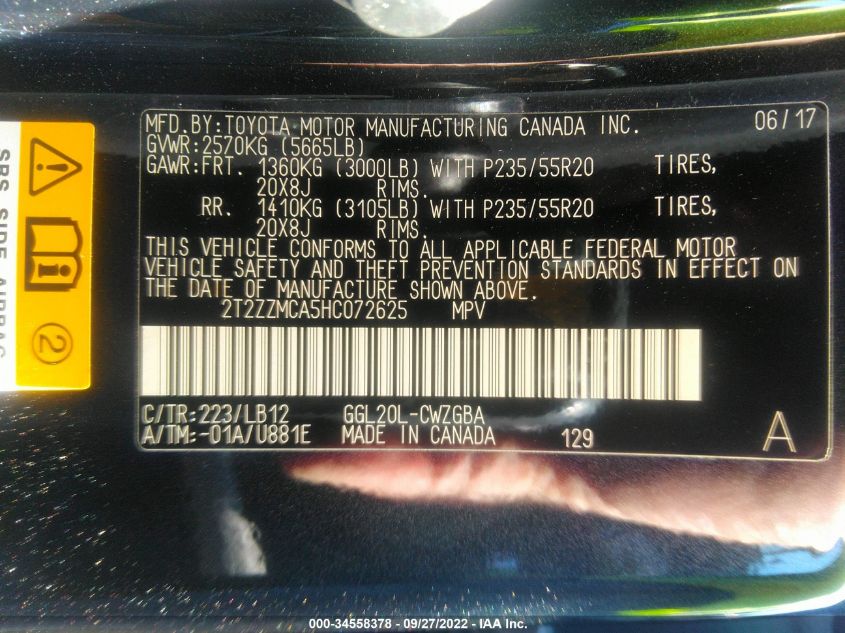 SRS SIDE AIRBAG
2
MFD.BY:TOYOTA MOTOR MANUFACTURING CANADA INC. 06/17
GVWR:2570KG (5665LB)
GAWR:FRT. 1360KG (3000LB) WITH P235/55R20 TIRES,
20X8J RIMS.
RR. 1410KG (3105LB) WITH P235/55R20 TIRES,
20X8J RIMS.
THIS VEHICLE CONFORMS TO ALL APPLICABLE FEDERAL MOTOR
VEHICLE SAFETY AND THEFT PREVENTION STANDARDS IN EFFECT ON
THE DATE OF MANUFACTURE SHOWN ABOVE.
2T2ZZMCA5HC072625 MPV
C/TR:223/LB12 GGL20L-CWZGBA
A/TM:-01A/U881E MADE IN CANADA 129 A
000-34558378 - 09/27/2022 - IAA Inc.